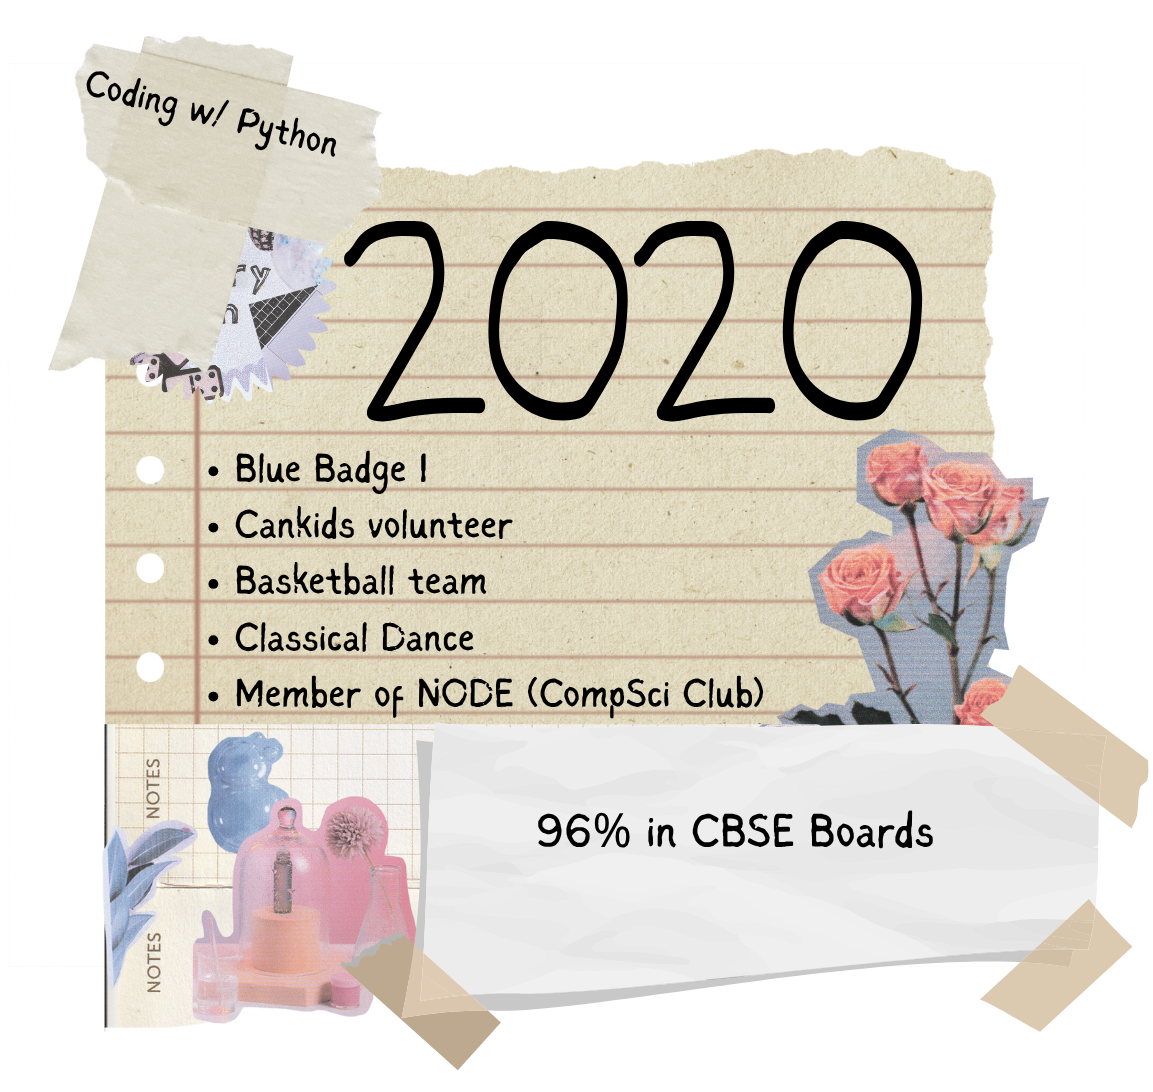 Coding w/ Python
2020
• Blue Badge I
• Cankids volunteer
• Basketball team
• Classical Dance
• Member of NODE (CompSci Club)
NOTES
96% in CBSE Boards
NOTES